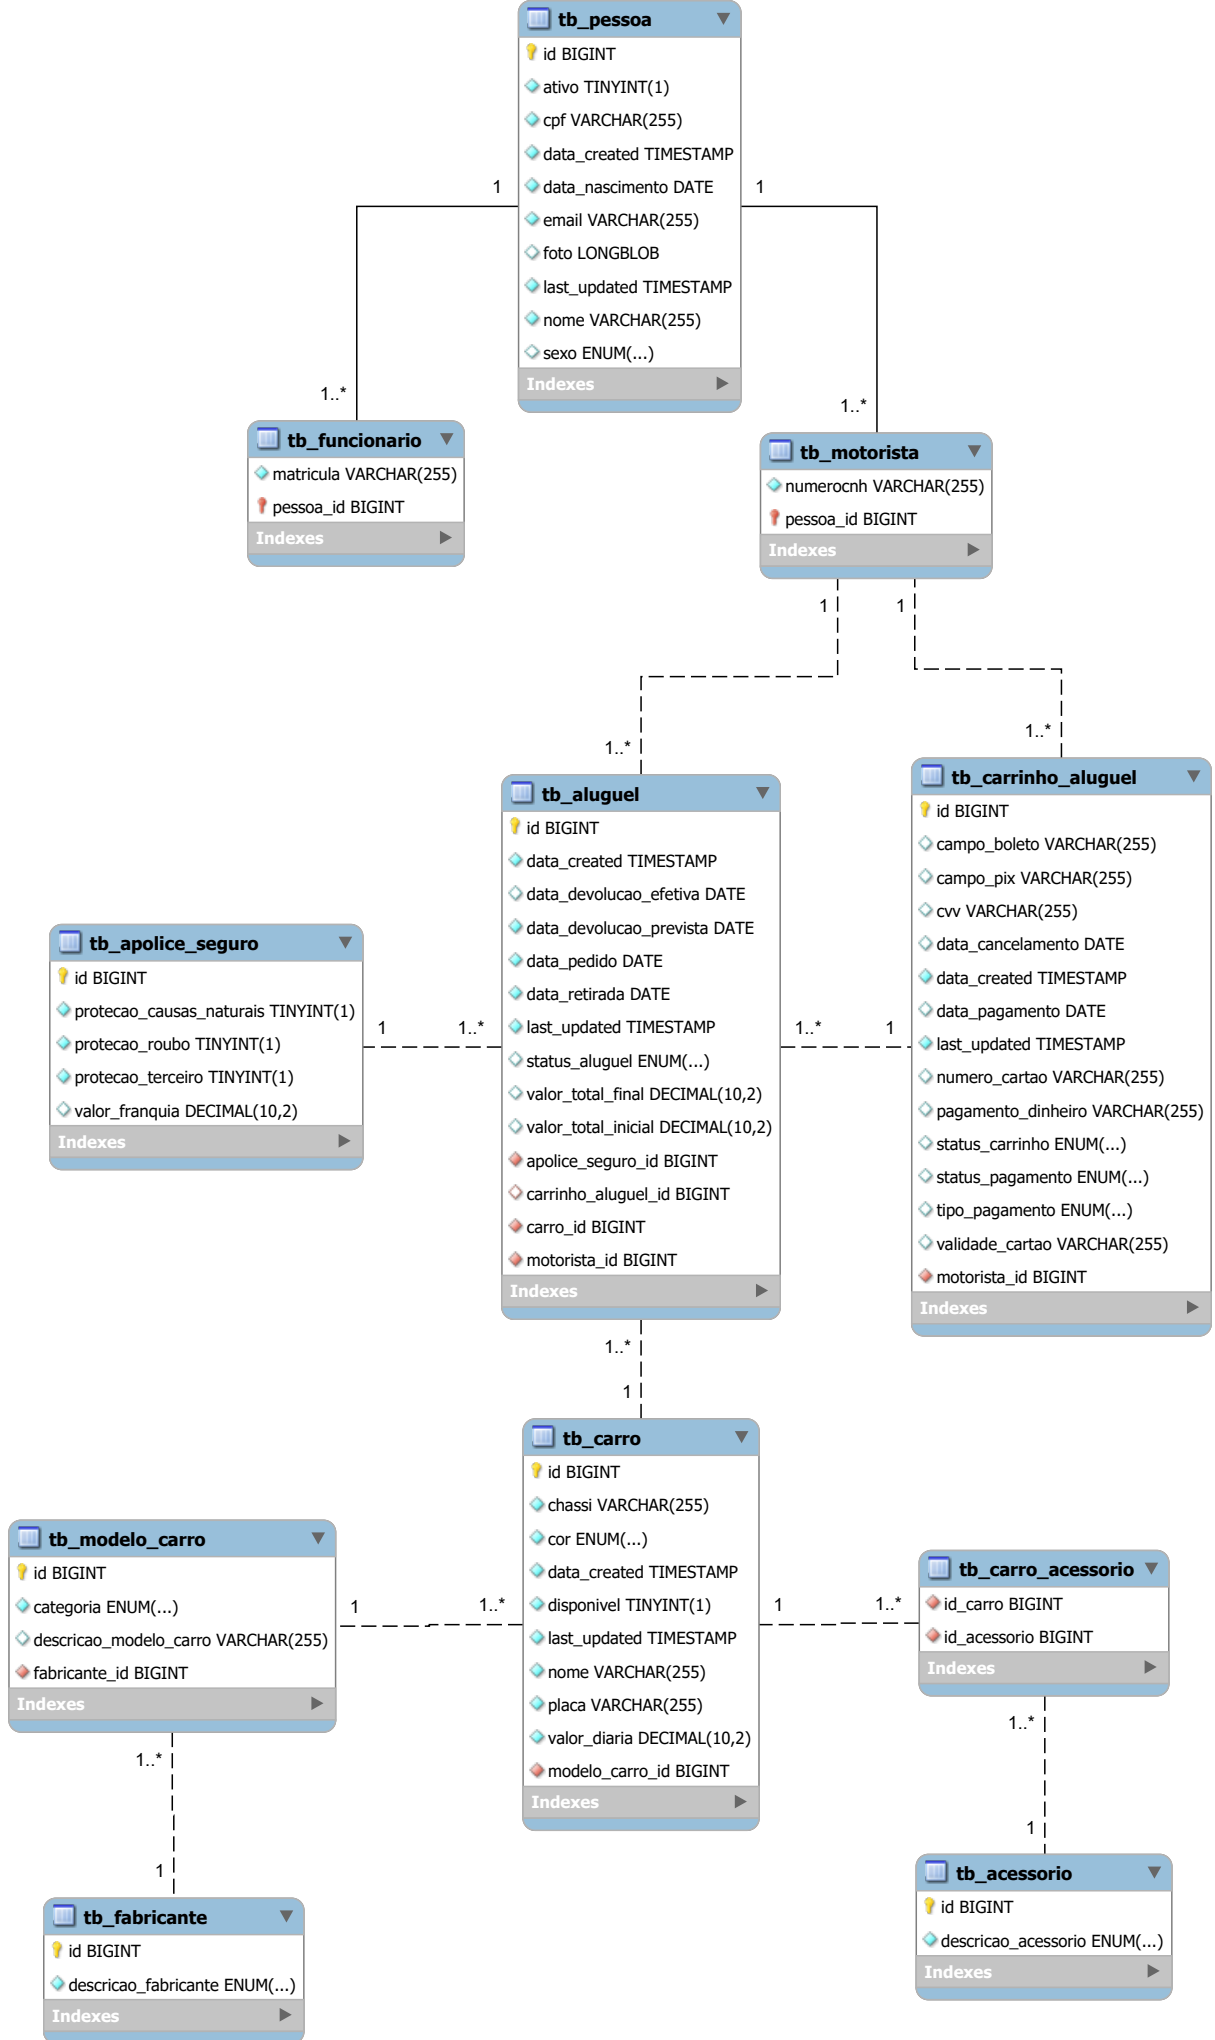 tb_pessoa
id BIGINT
ativo TINYINT(1)
cpf VARCHAR(255)
data_created TIMESTAMP
data_nascimento DATE
email VARCHAR(255)
foto LONGBLOB
last_updated TIMESTAMP
nome VARCHAR(255)
sexo ENUM(...)
Indexes
1
1
1..*
1..*
tb_funcionario
matricula VARCHAR(255)
pessoa_id BIGINT
Indexes
tb_motorista
numerocnh VARCHAR(255)
pessoa_id BIGINT
Indexes
1
1
1..*
1..*
tb_aluguel
id BIGINT
data_created TIMESTAMP
data_devolucao_efetiva DATE
data_devolucao_prevista DATE
data_pedido DATE
data_retirada DATE
last_updated TIMESTAMP
status_aluguel ENUM(...)
valor_total_final DECIMAL(10,2)
valor_total_inicial DECIMAL(10,2)
apolice_seguro_id BIGINT
carrinho_aluguel_id BIGINT
carro_id BIGINT
motorista_id BIGINT
Indexes
tb_carrinho_aluguel
id BIGINT
campo_boleto VARCHAR(255)
campo_pix VARCHAR(255)
cvv VARCHAR(255)
data_cancelamento DATE
data_created TIMESTAMP
data_pagamento DATE
last_updated TIMESTAMP
numero_cartao VARCHAR(255)
pagamento_dinheiro VARCHAR(255)
status_carrinho ENUM(...)
status_pagamento ENUM(...)
tipo_pagamento ENUM(...)
validade_cartao VARCHAR(255)
motorista_id BIGINT
Indexes
tb_apolice_seguro
id BIGINT
protecao_causas_naturais TINYINT(1)
protecao_roubo TINYINT(1)
protecao_terceiro TINYINT(1)
valor_franquia DECIMAL(10,2)
Indexes
1
1..*
1..*
1
1..*
1
tb_carro
id BIGINT
chassi VARCHAR(255)
cor ENUM(...)
data_created TIMESTAMP
disponivel TINYINT(1)
last_updated TIMESTAMP
nome VARCHAR(255)
placa VARCHAR(255)
valor_diaria DECIMAL(10,2)
modelo_carro_id BIGINT
Indexes
tb_modelo_carro
id BIGINT
categoria ENUM(...)
descricao_modelo_carro VARCHAR(255)
fabricante_id BIGINT
Indexes
1
1..*
1
1..*
tb_carro_acessorio
id_carro BIGINT
id_acessorio BIGINT
Indexes
1..*
1
1..*
1
tb_fabricante
id BIGINT
descricao_fabricante ENUM(...)
Indexes
tb_acessorio
id BIGINT
descricao_acessorio ENUM(...)
Indexes